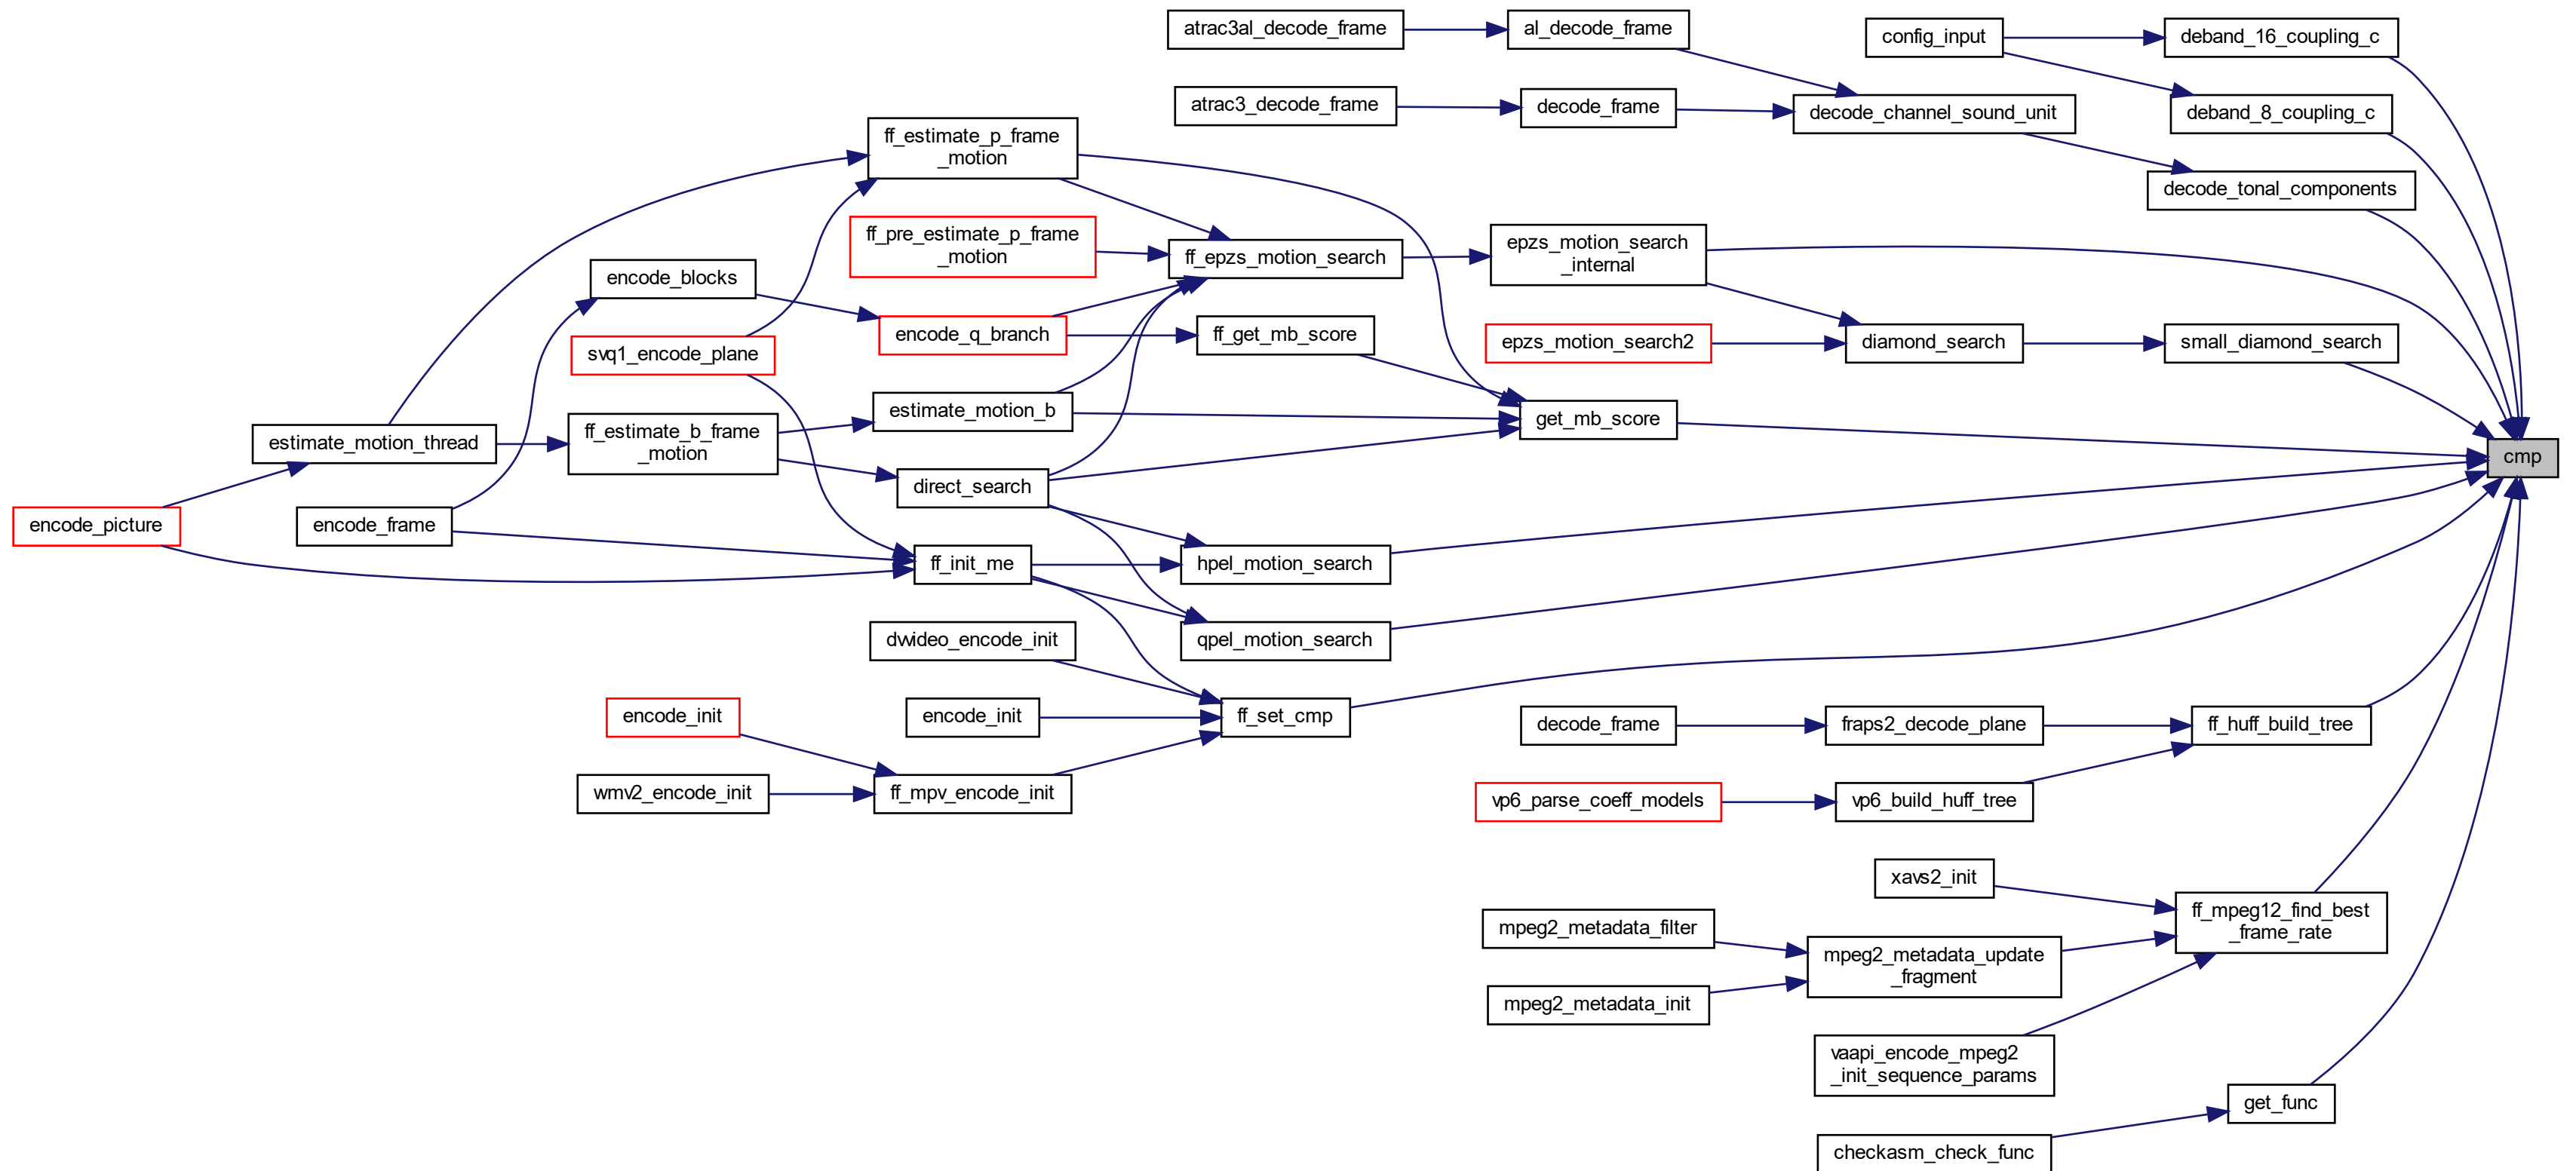 atrac3al_decode_frame
al_decode_frame
config_input
deband_16_coupling_c
atrac3_decode_frame
decode_frame
decode_channel_sound_unit
deband_8_coupling_c
ff_estimate_p_frame
_motion
decode_tonal_components
ff_pre_estimate_p_frame
_motion
ff_epzs_motion_search
epzs_motion_search
_internal
encode_blocks
svq1_encode_plane
encode_q_branch
ff_get_mb_score
epzs_motion_search2
diamond_search
small_diamond_search
estimate_motion_thread
ff_estimate_b_frame
_motion
estimate_motion_b
get_mb_score
cmp
direct_search
encode_picture
encode_frame
ff_init_me
hpel_motion_search
dwideo_encode_init
qpel_motion_search
encode_init
encode_init
ff_set_cmp
decode_frame
fraps2_decode_plane
ff_huff_build_tree
wmv2_encode_init
ff_mpv_encode_init
vp6_parse_coeff_models
vp6_build_huff_tree
xavs2_init
ff_mpeg12_find_best
_frame_rate
mpeg2_metadata_filter
mpeg2_metadata_update
_fragment
mpeg2_metadata_init
vaapi_encode_mpeg2
_init_sequence_params
get_func
checkasm_check_func